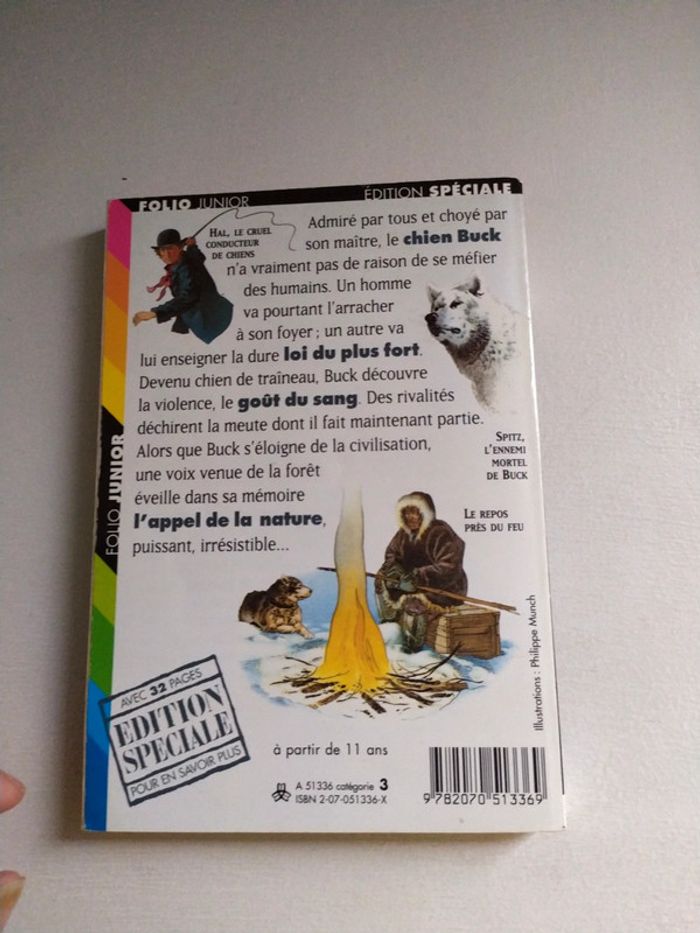 FOLIO JUNIOR
ÉDITION SPÉCIALE
HAL, LE CRUEL
CONDUCTEUR
DE CHIENS
Admiré par tous et choyé par
son maître, le chien Buck
n'a vraiment pas de raison de se méfier
des humains. Un homme
va pourtant l'arracher
à son foyer ; un autre va
lui enseigner la dure loi du plus fort.
Devenu chien de traîneau, Buck découvre
la violence, le goût du sang. Des rivalités
déchirent la meute dont il fait maintenant partie.
Alors que Buck s'éloigne de la civilisation,
une voix venue de la forêt
éveille dans sa mémoire
l'appel de la nature,
puissant, irrésistible...
SPITZ,
L'ENNEMI
MORTEL
DE BUCK
LE REPOS
PRÈS DU FEU
FOLIO JUNIOR
Illustrations : Philippe Munch
AVEC 32 PAGES
EDITION
SPECIALE
POUR EN SAVOIR PLUS
à partir de 11 ans
A 51336 catégorie 3
ISBN 2-07-051336-X
9 782070 513369